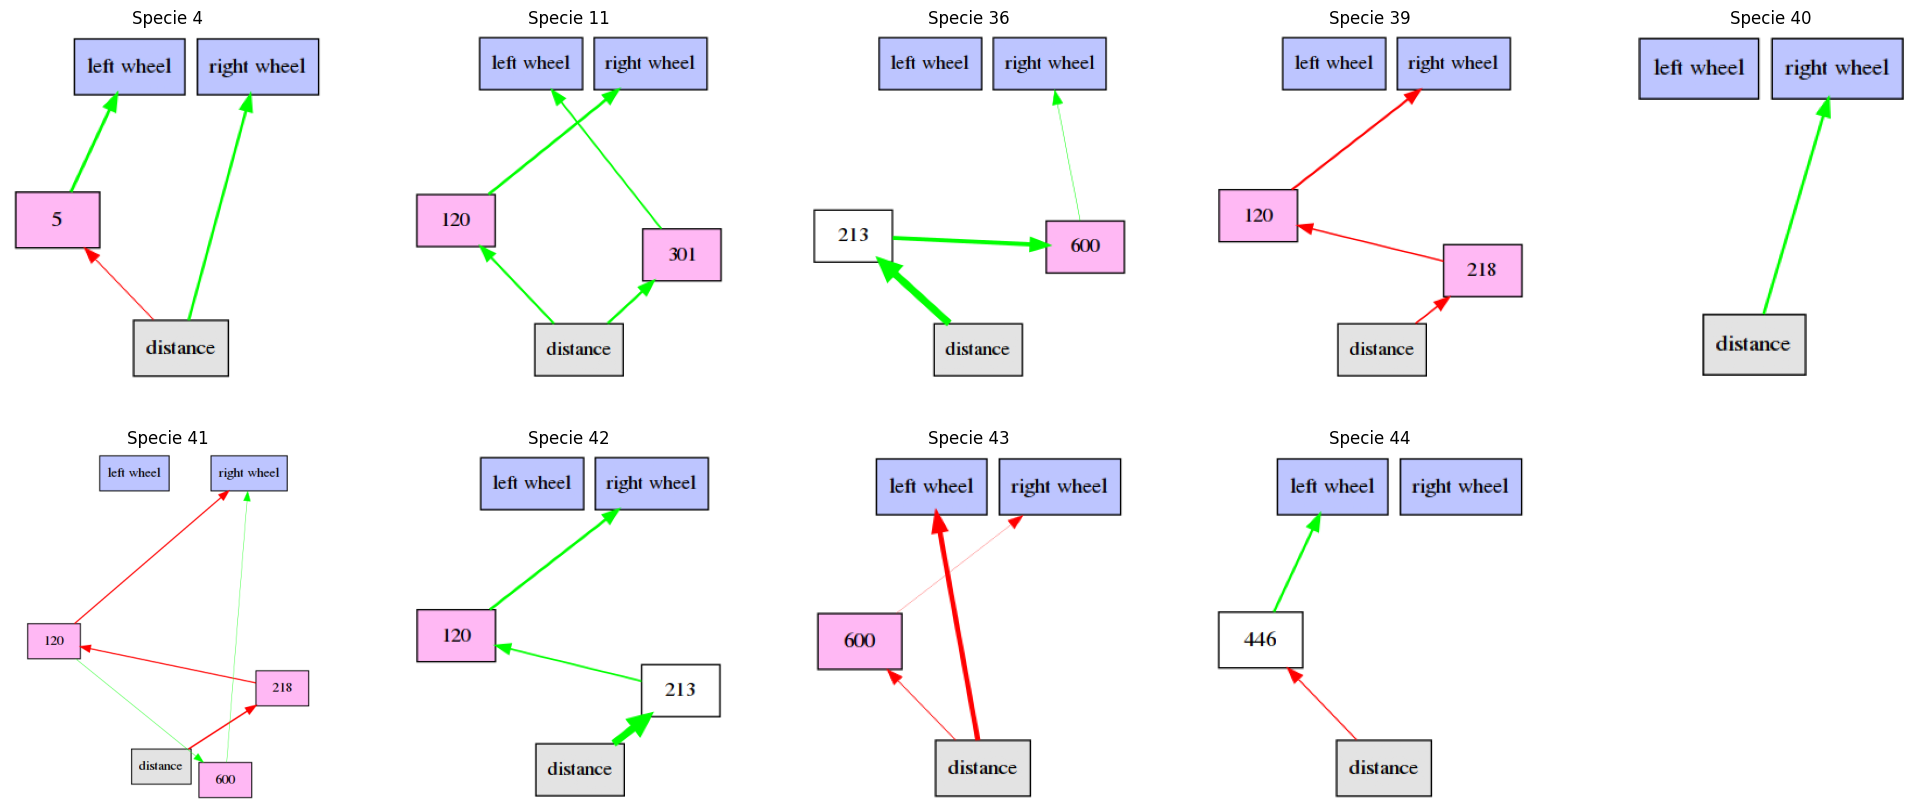 Specie 4
left wheel
right wheel
5
distance
Specie 11
left wheel
right wheel
120
301
distance
Specie 36
left wheel
right wheel
213
600
distance
Specie 39
left wheel
right wheel
120
218
distance
Specie 40
left wheel
right wheel
distance
Specie 41
left wheel
right wheel
120
218
distance
600
Specie 42
left wheel
right wheel
120
213
distance
Specie 43
left wheel
right wheel
600
distance
Specie 44
left wheel
right wheel
446
distance